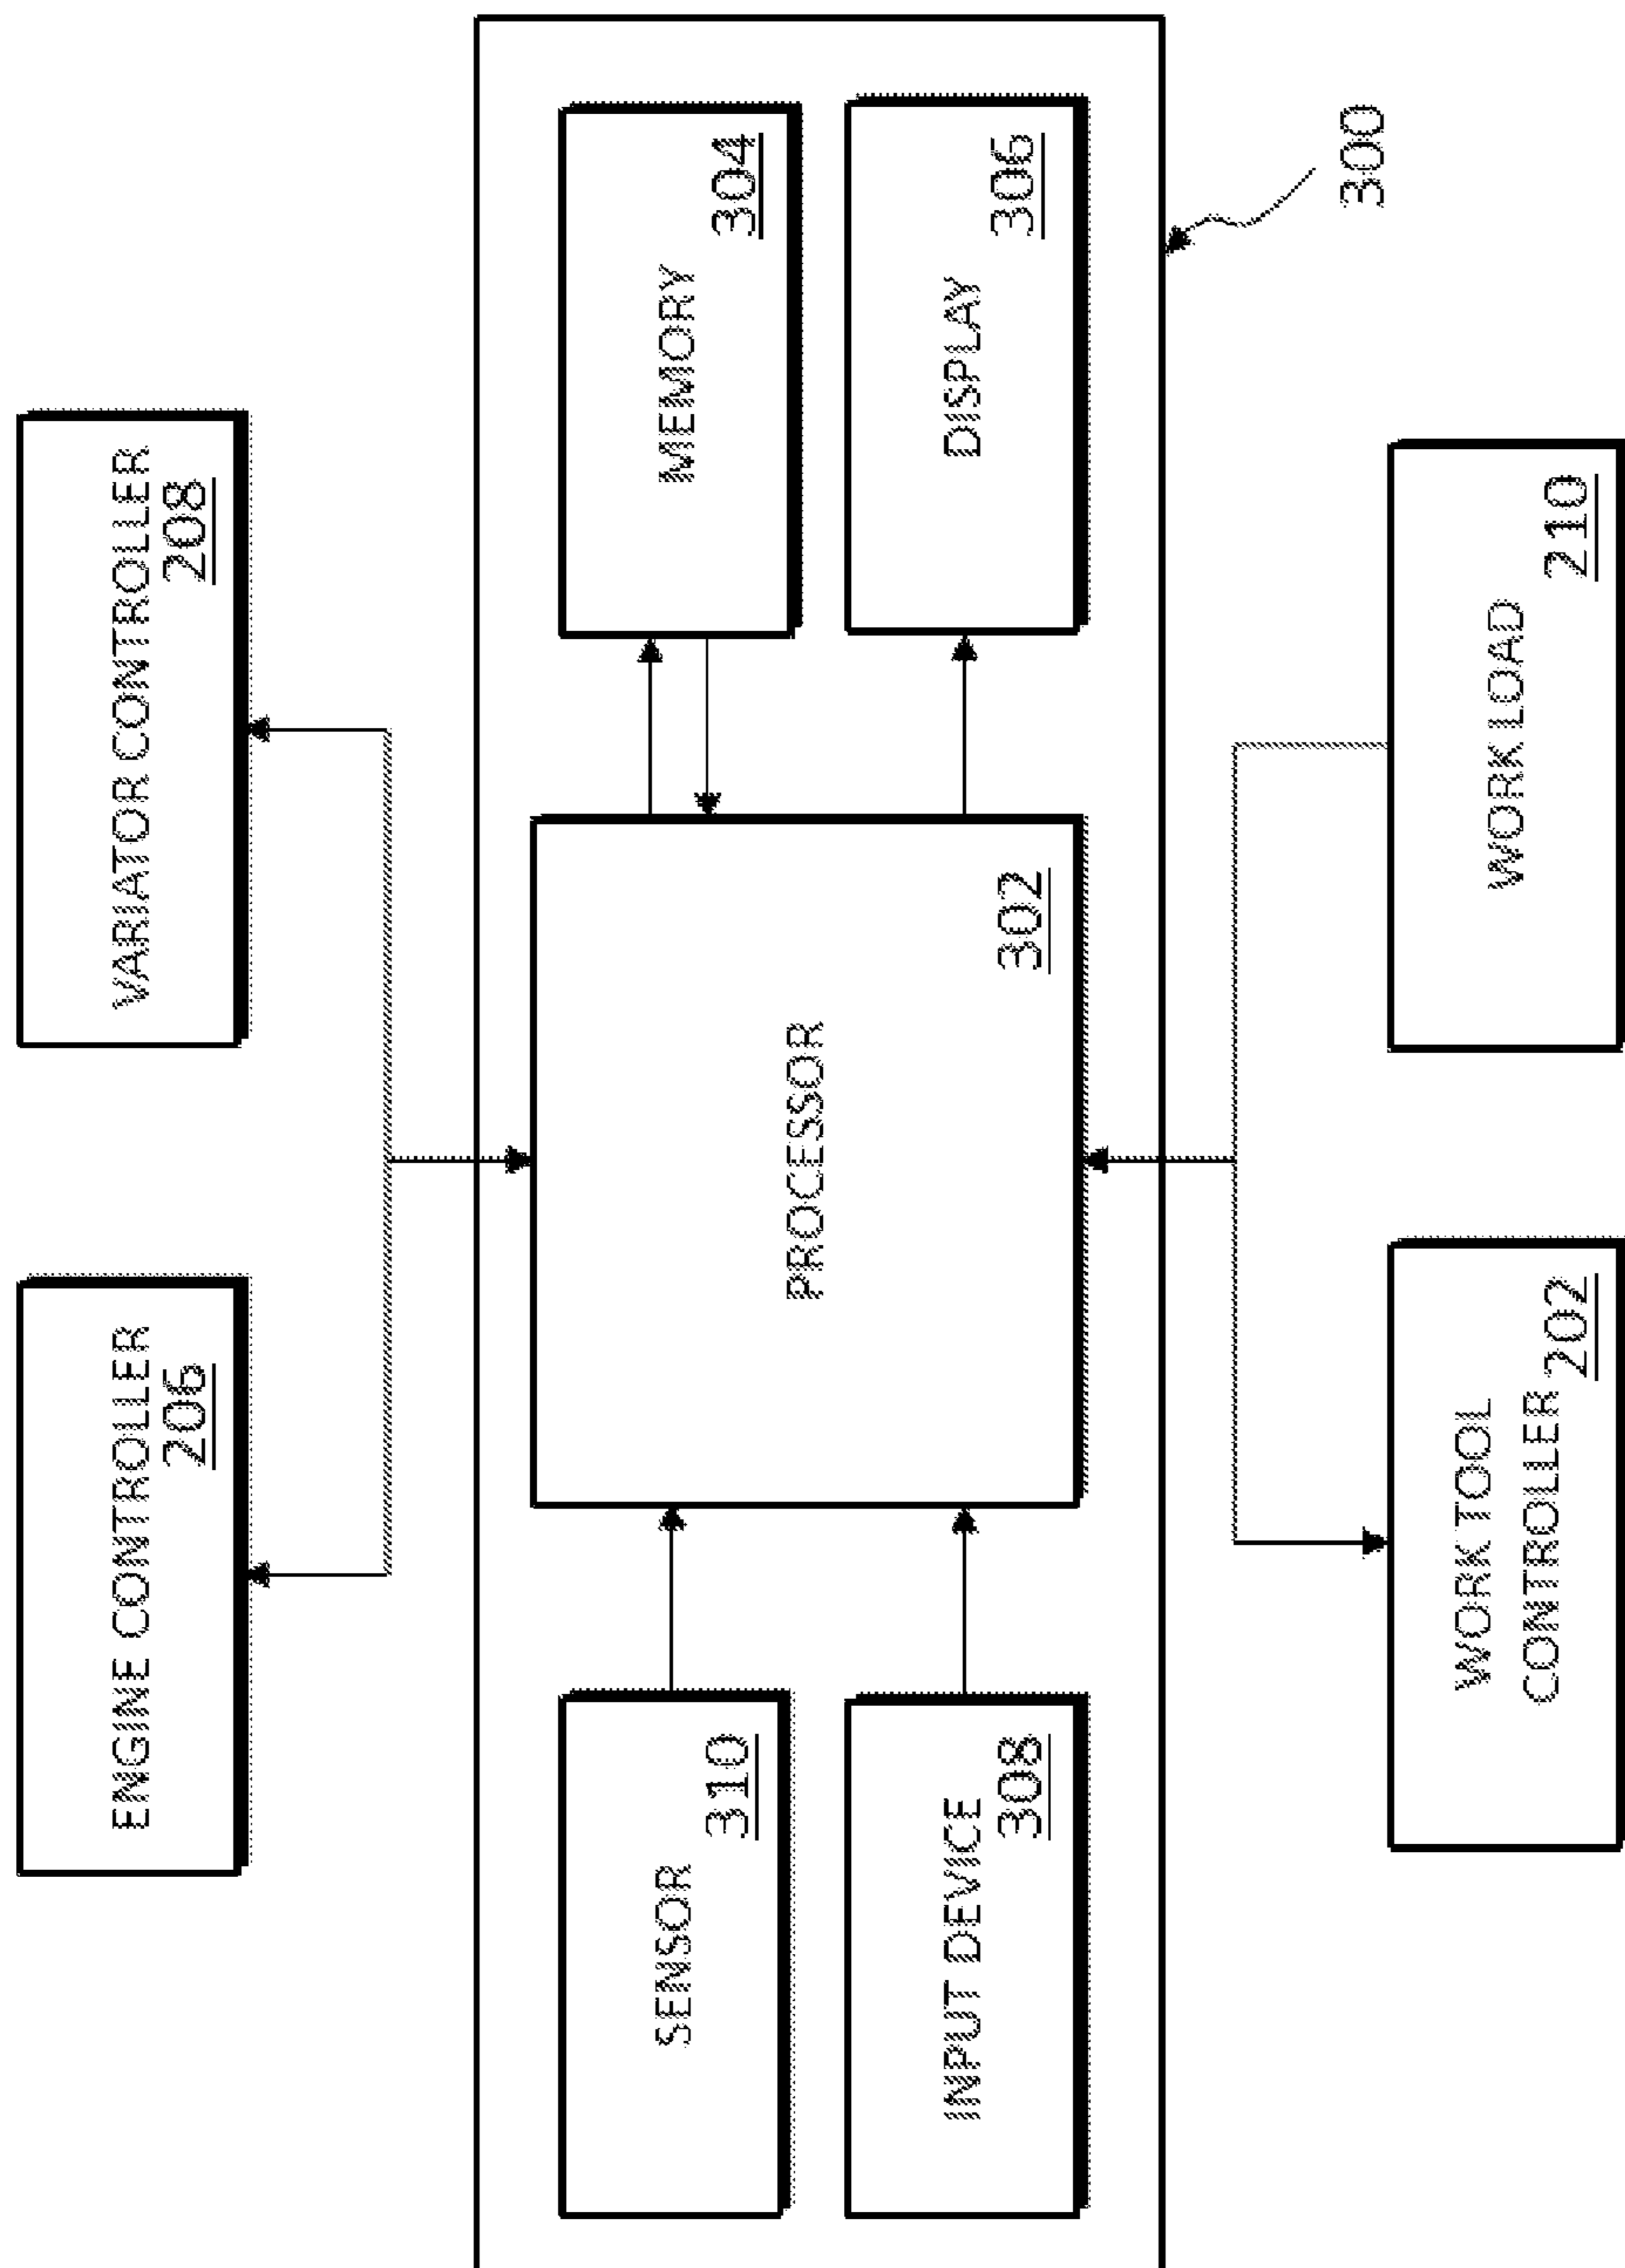 ENGINE CONTROLLER
206
VARIATOR CONTROLLER
208
SENSOR
310
PROCESSOR
302
MEMORY
304
INPUT DEVICE
308
DISPLAY
306
300
WORK TOOL
CONTROLLER
202
WORK LOAD
210